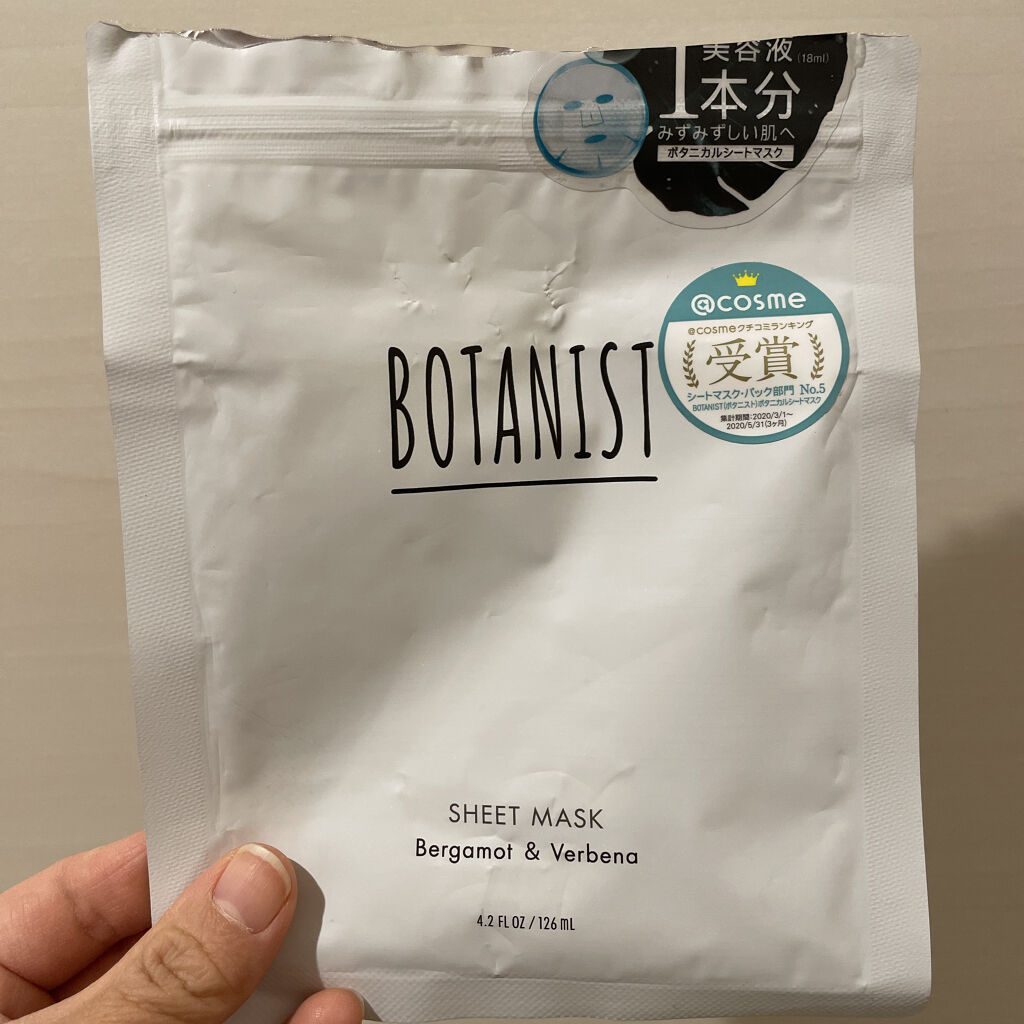 美容液(18ml)
1本分
みずみずしい肌へ
ボタニカルシートマスク
@cosme
@cosmeクチコミランキング
受賞
シートマスク・パック部門 No.5
BOTANIST(ボタニスト)ボタニカルシートマスク
集計期間:2020/3/1〜
2020/5/31(3ヶ月)
BOTANIST
SHEET MASK
Bergamot & Verbena
4.2 FL OZ / 126 mL